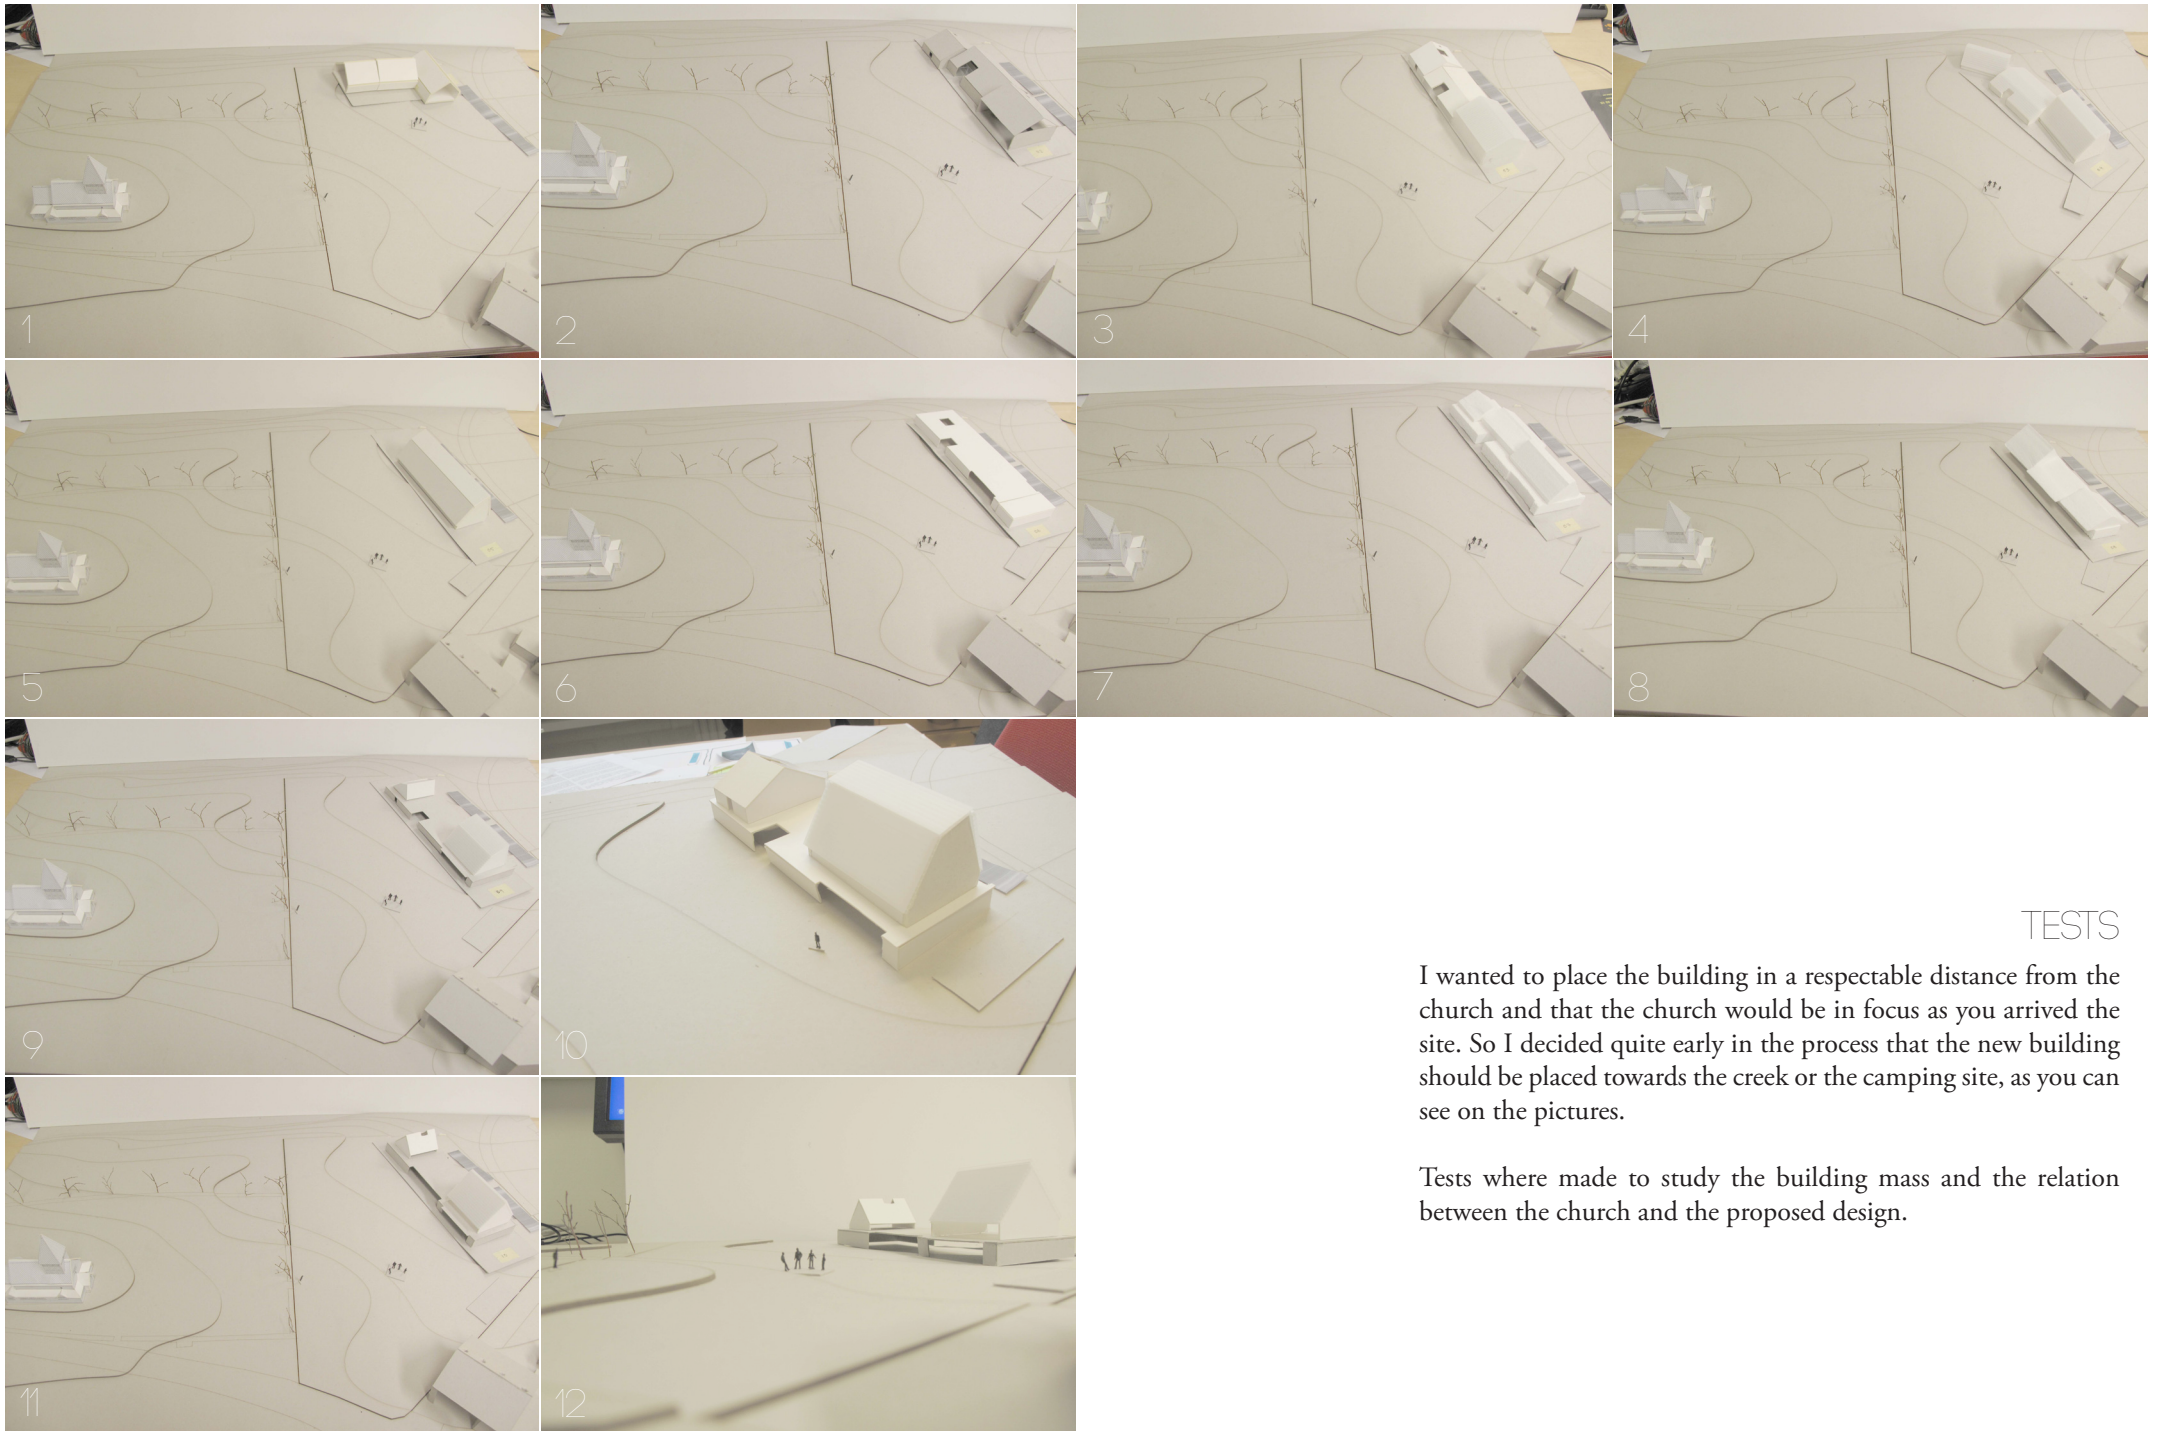 1
2
3
4
5
6
7
8
9
10
11
12
TESTS
I wanted to place the building in a respectable distance from the
church and that the church would be in focus as you arrived the
site. So I decided quite early in the process that the new building
should be placed towards the creek or the camping site, as you can
see on the pictures.
Tests where made to study the building mass and the relation
between the church and the proposed design.